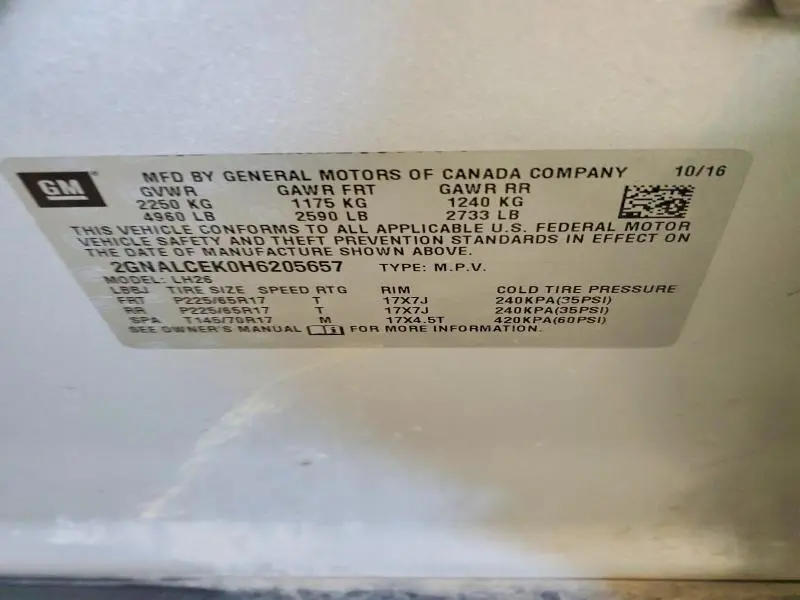 GM
MFD BY GENERAL MOTORS OF CANADA COMPANY 10/16
GVWR GAWR FRT GAWR RR
2250 KG 1175 KG 1240 KG
4960 LB 2590 LB 2733 LB
THIS VEHICLE CONFORMS TO ALL APPLICABLE U.S. FEDERAL MOTOR
VEHICLE SAFETY AND THEFT PREVENTION STANDARDS IN EFFECT ON
THE DATE OF MANUFACTURE SHOWN ABOVE.
2GNALCEK0H6205657 TYPE: M.P.V.
MODEL: LH26
LBBJ TIRE SIZE SPEED RTG RIM COLD TIRE PRESSURE
FRT P225/65R17 T 17X7J 240KPA(35PSI)
RR P225/65R17 T 17X7J 240KPA(35PSI)
SPA T145/70R17 M 17X4.5T 420KPA(60PSI)
SEE OWNER'S MANUAL FOR MORE INFORMATION.